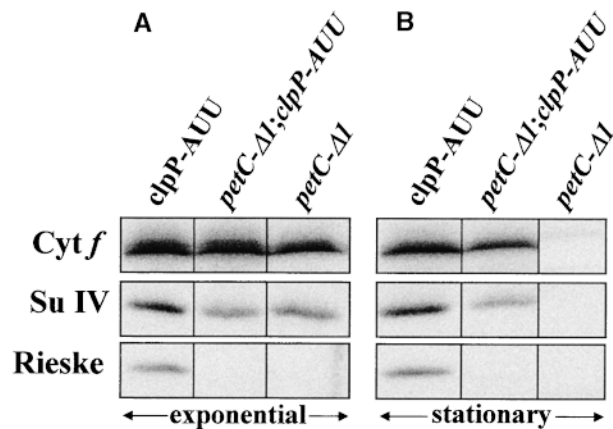 A
clpP-AUU
petC-Δ1;clpP-AUU
petC-Δ1
B
clpP-AUU
petC-Δ1;clpP-AUU
petC-Δ1
Cyt f
Su IV
Rieske
exponential
stationary